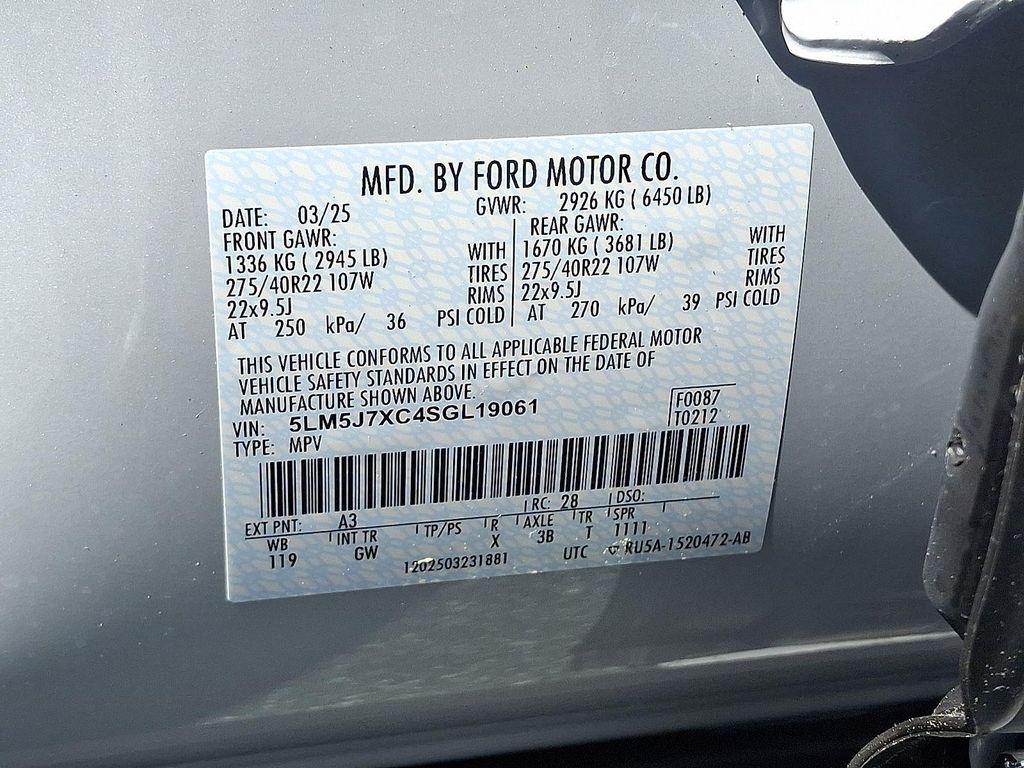 MFD. BY FORD MOTOR CO.
DATE: 03/25 GVWR: 2926 KG ( 6450 LB)
FRONT GAWR: REAR GAWR:
1336 KG ( 2945 LB) WITH 1670 KG ( 3681 LB) WITH
275/40R22 107W TIRES 275/40R22 107W TIRES
22x9.5J RIMS 22x9.5J RIMS
AT 250 kPa/ 36 PSI COLD AT 270 kPa/ 39 PSI COLD
THIS VEHICLE CONFORMS TO ALL APPLICABLE FEDERAL MOTOR
VEHICLE SAFETY STANDARDS IN EFFECT ON THE DATE OF
MANUFACTURE SHOWN ABOVE.
VIN: 5LM5J7XC4SGL19061 F0087
TYPE: MPV T0212
EXT PNT: A3 RC: 28 DSO:
WB INT TR TP/PS R AXLE TR SPR
119 GW X 3B T 1111
1202503231881 UTC RU5A-1520472-AB